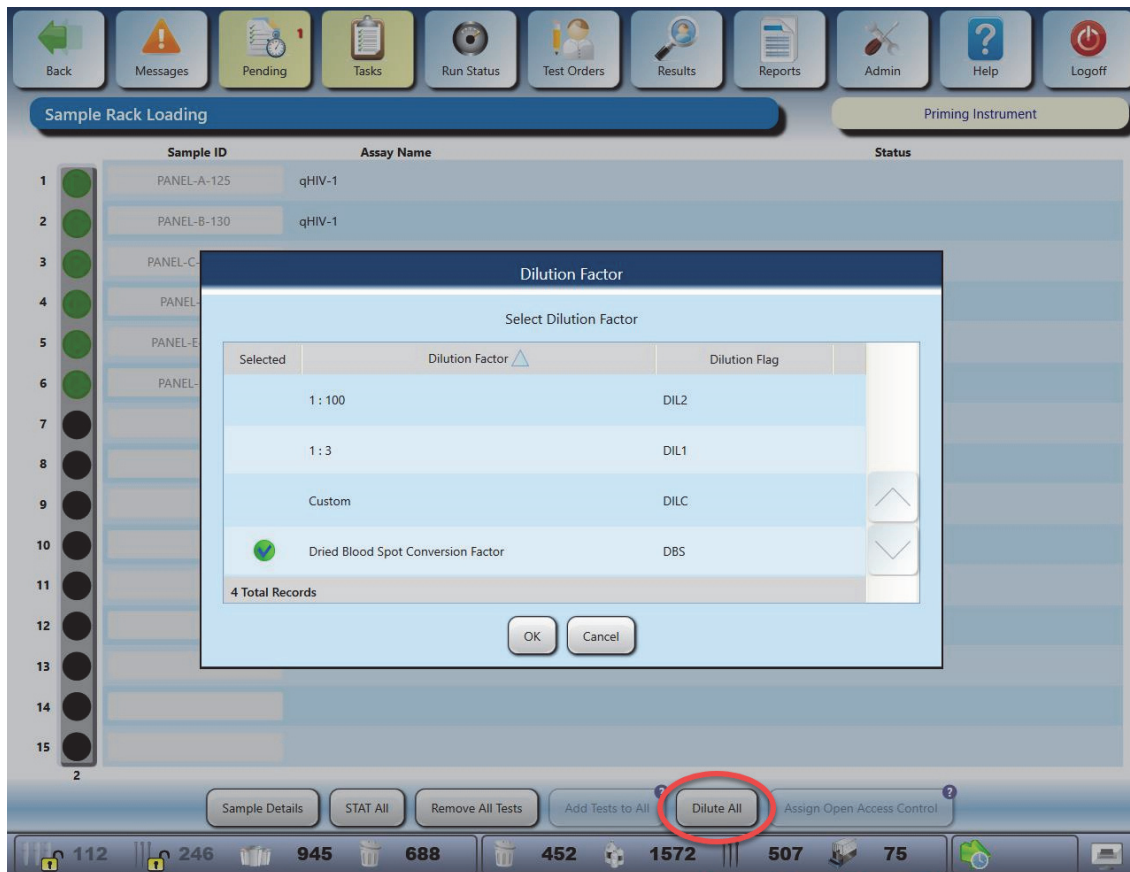 Back Messages Pending 1 Tasks Run Status Test Orders Results Reports Admin ? Help Logoff
Sample Rack Loading Priming Instrument
Sample ID Assay Name Status
1 PANEL-A-125 qHIV-1
2 PANEL-B-130 qHIV-1
3 PANEL-C-
4 PANEL-
5 PANEL-E
6 PANEL-
7
8
9
10
11
12
13
14
15
2
Dilution Factor
Select Dilution Factor
Selected Dilution Factor Dilution Flag
1 : 100 DIL2
1 : 3 DIL1
Custom DILC
Dried Blood Spot Conversion Factor DBS
4 Total Records
OK Cancel
Sample Details STAT All Remove All Tests Add Tests to All ? Dilute All Assign Open Access Control ?
112 246 945 688 452 1572 507 75